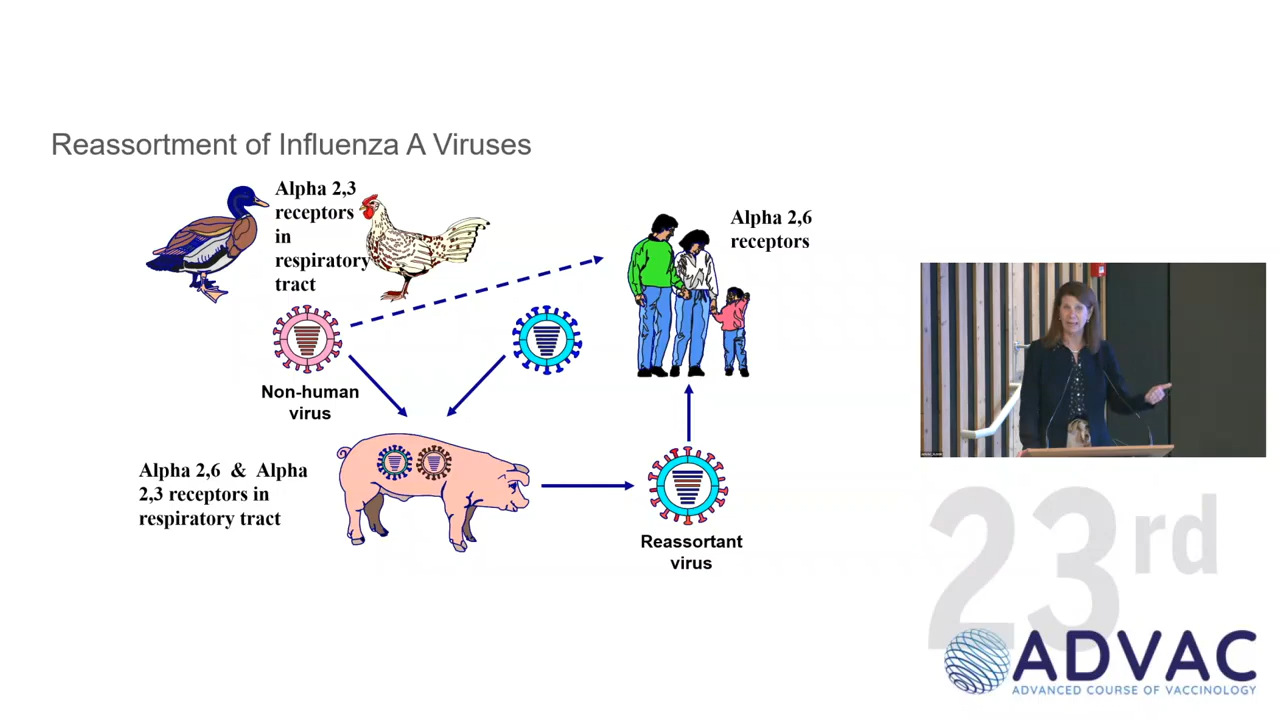 Reassortment of Influenza A Viruses
Alpha 2,3
receptors
in
respiratory
tract
Alpha 2,6
receptors
Non-human
virus
Alpha 2,6 & Alpha
2,3 receptors in
respiratory tract
Reassortant
virus
23rd
ADVAC
ADVANCED COURSE OF VACCINOLOGY